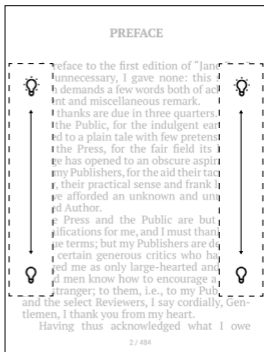 PREFACE
reface to the first edition of "Jan
unnecessary, I gave none: this
demands a few words both of ac
nt and miscellaneous remark.
thanks are due in three quarters.
the Public, for the indulgent ear
d to a plain tale with few pretens
the Press, for the fair field its
ge has opened to an obscure aspir
my Publishers, for the aid their tac
, their practical sense and frank l
ve afforded an unknown and un
d Author.
e Press and the Public are but
ifications for me, and I must than
ue terms; but my Publishers are de
certain generous critics who ha
ed me as only large-hearted and
d men know how to encourage a
tranger; to them, i.e., to my Pub
and the select Reviewers, I say cordially, Gen-
tlemen, I thank you from my heart.
Having thus acknowledged what I owe
2 / 484